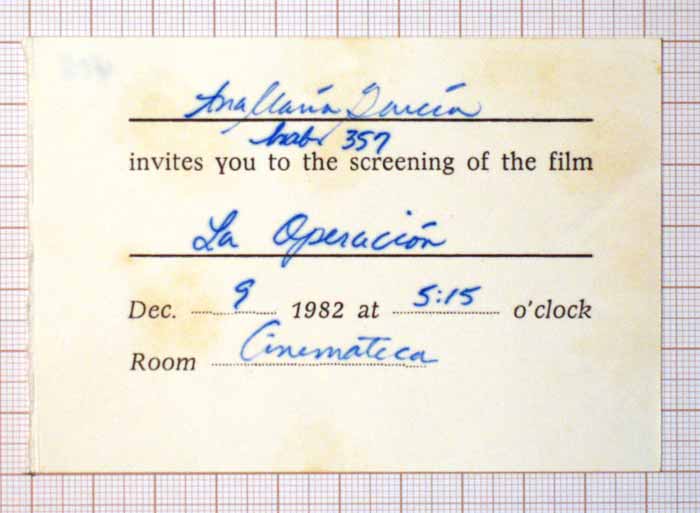 Ana María García
hab. 357
invites you to the screening of the film
La Operación
Dec. 9 1982 at 5:15 o'clock
Room Cinemateca